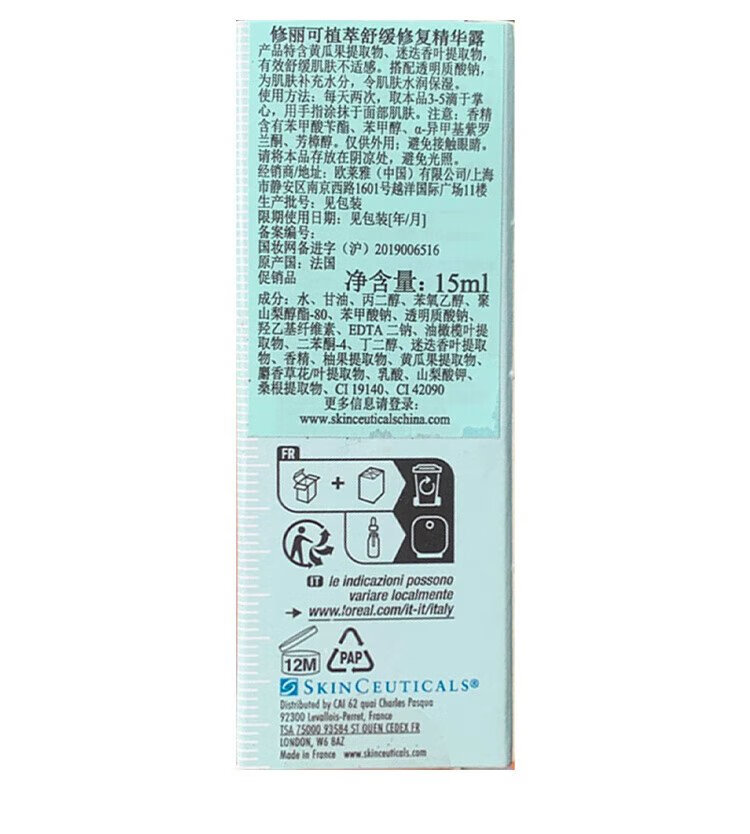 修丽可植萃舒缓修复精华露
产品特含黄瓜果提取物、迷迭香叶提取物,
有效舒缓肌肤不适感。搭配透明质酸钠,
为肌肤补充水分, 令肌肤水润保湿。
使用方法: 每天两次, 取本品3-5滴于掌
心, 用手指涂抹于面部肌肤。注意: 香精
含有苯甲酸苄酯、苯甲醇、α-异甲基紫罗
兰酮、芳樟醇。仅供外用; 避免接触眼睛。
请将本品存放在阴凉处, 避免光照。
经销商/地址: 欧莱雅 (中国) 有限公司/上海
市静安区南京西路1601号越洋国际广场11楼
生产批号: 见包装
限期使用日期: 见包装[年/月]
备案编号:
国妆网备进字 (沪) 2019006516
原产国: 法国
促销品 净含量: 15ml
成分: 水、甘油、丙二醇、苯氧乙醇、聚
山梨醇酯-80、苯甲酸钠、透明质酸钠、
羟乙基纤维素、EDTA 二钠、油橄榄叶提
取物、二苯酮-4、丁二醇、迷迭香叶提取
物、香精、柚果提取物、黄瓜果提取物、
麝香草花/叶提取物、乳酸、山梨酸钾、
桑根提取物、CI 19140、CI 42090
更多信息请登录:
www.skinceuticalschina.com
FR
+
IT le indicazioni possono
variare localmente
→ www.loreal.com/it-it/italy
12M
PAP
SKINCEUTICALS®
Distributed by CAI 62 quai Charles Pasqua
92300 Levallois-Perret, France
TSA 75000 93584 ST OUEN CEDEX FR
LONDON, W6 8AZ
Made in France www.skinceuticals.com